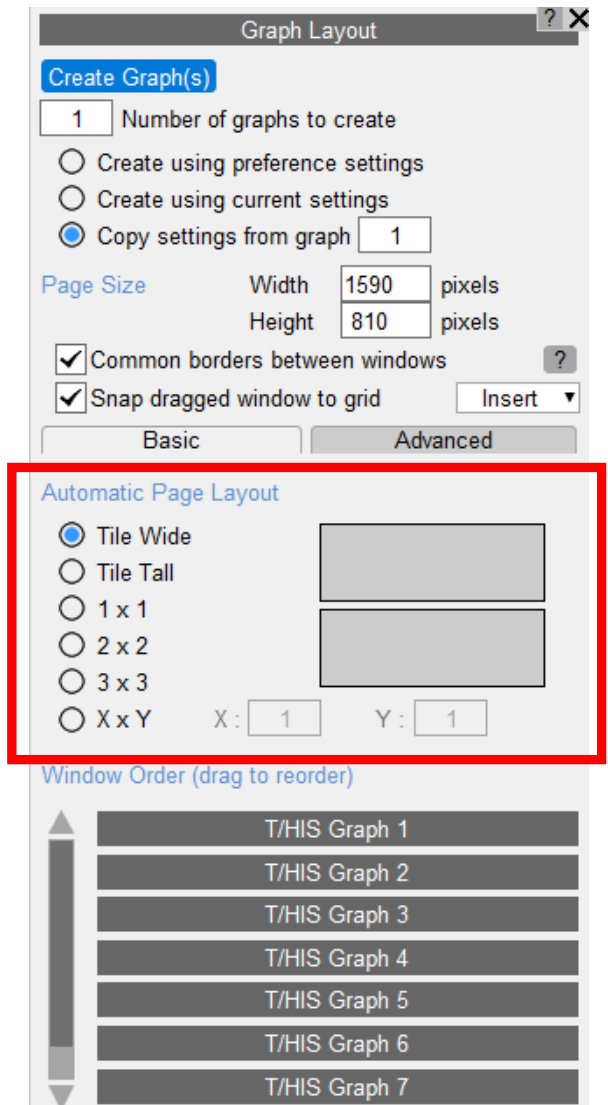 Graph Layout ? X
Create Graph(s)
1 Number of graphs to create
Create using preference settings
Create using current settings
Copy settings from graph 1
Page Size Width 1590 pixels
Height 810 pixels
Common borders between windows ?
Snap dragged window to grid Insert
Basic Advanced
Automatic Page Layout
Tile Wide
Tile Tall
1 x 1
2 x 2
3 x 3
X x Y X : 1 Y : 1
Window Order (drag to reorder)
T/HIS Graph 1
T/HIS Graph 2
T/HIS Graph 3
T/HIS Graph 4
T/HIS Graph 5
T/HIS Graph 6
T/HIS Graph 7